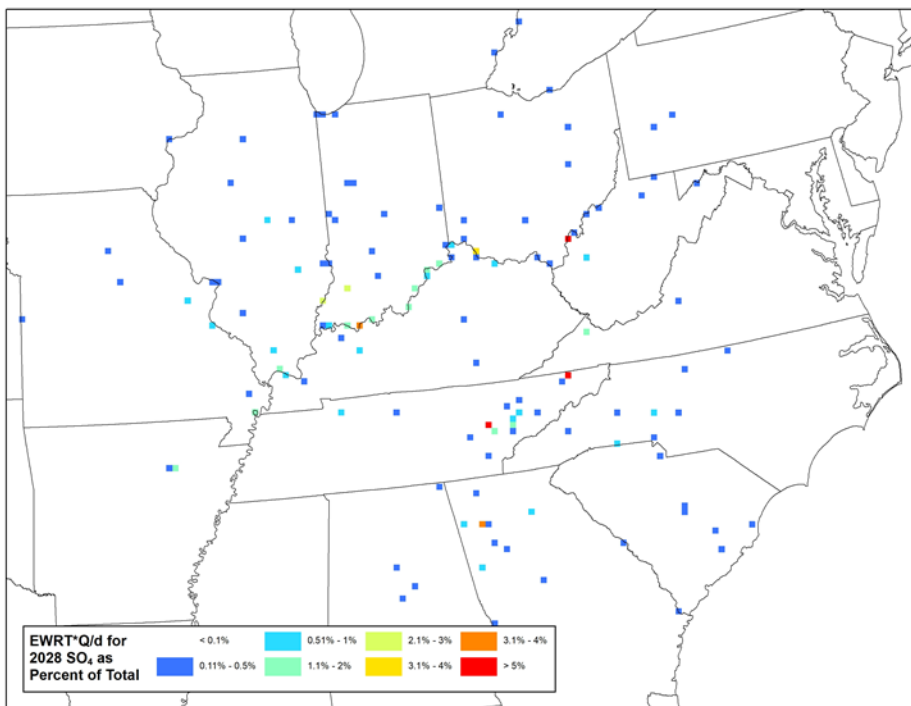 EWRT*Q/d for
2028 SO₄ as
Percent of Total
< 0.1%
0.51% - 1%
2.1% - 3%
3.1% - 4%
0.11% - 0.5%
1.1% - 2%
3.1% - 4%
> 5%